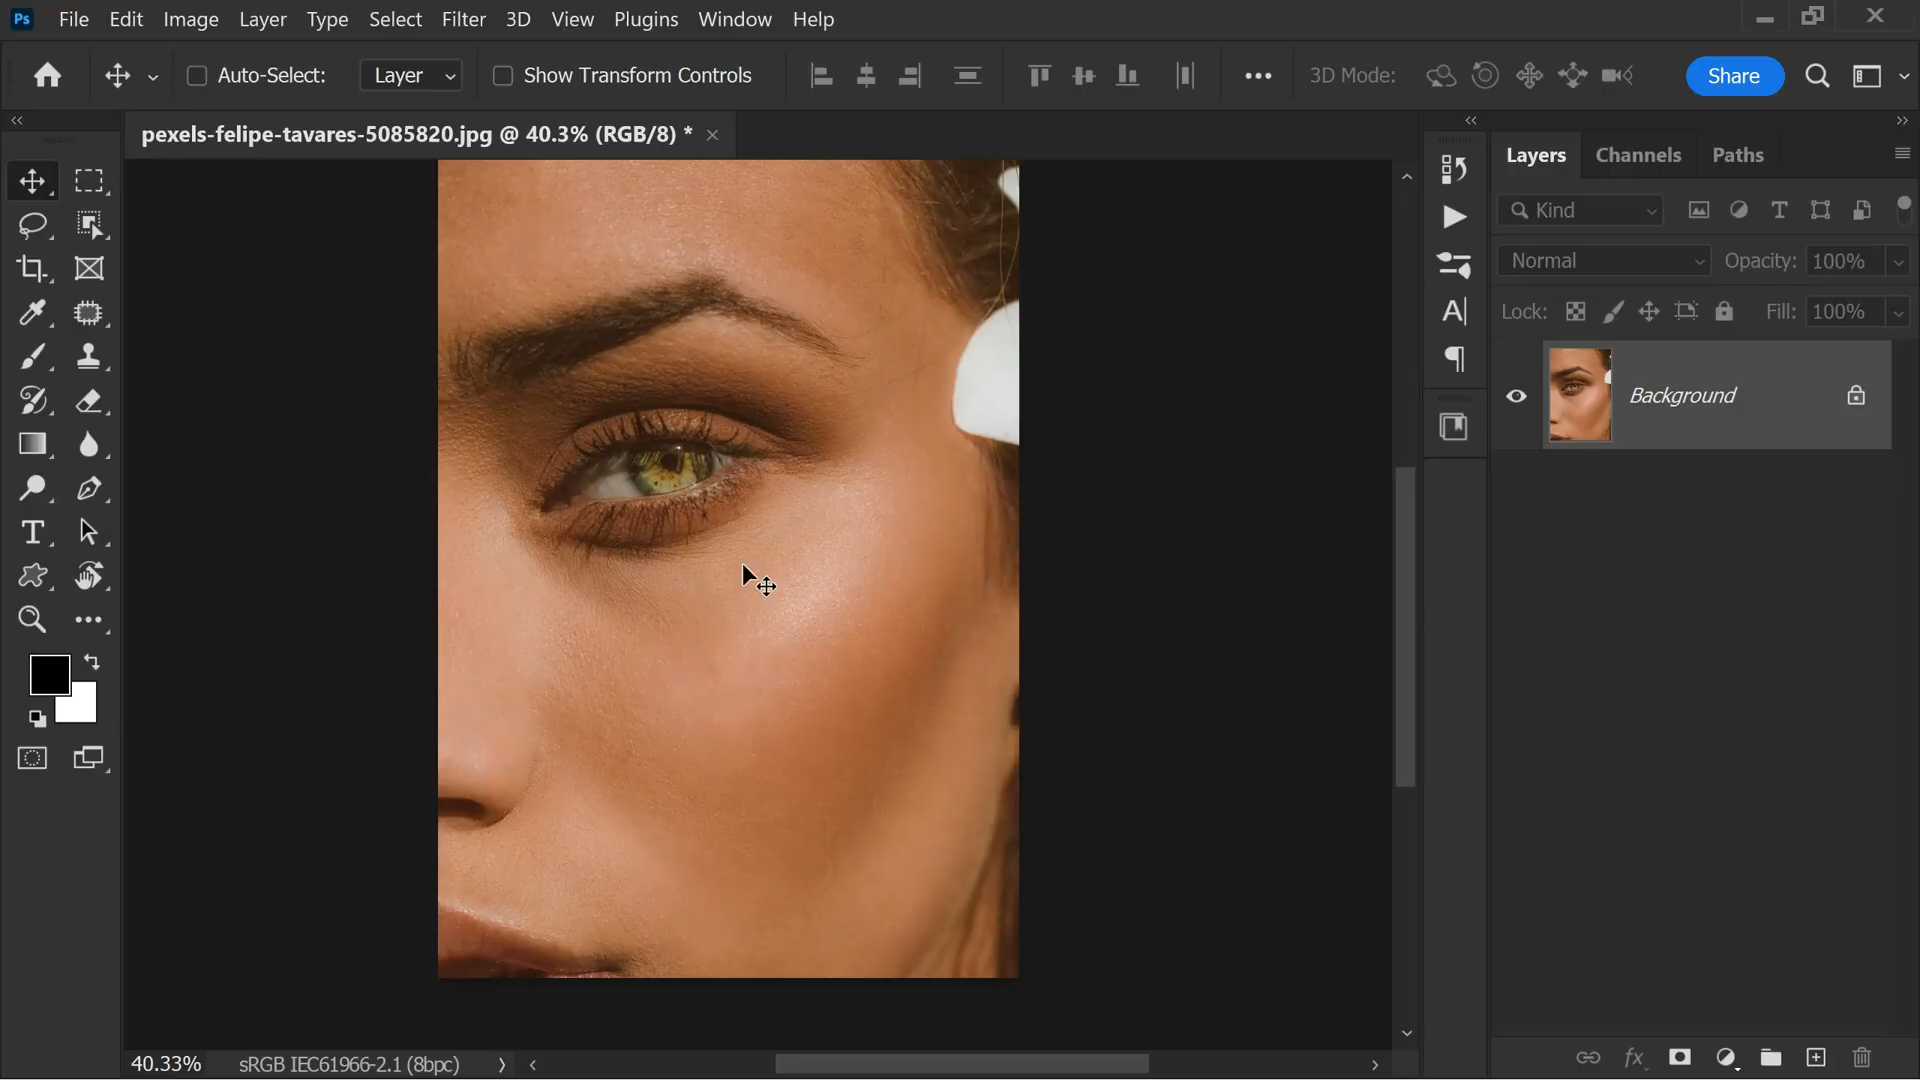 Ps File Edit Image Layer Type Select Filter 3D View Plugins Window Help
Auto-Select: Layer Show Transform Controls 3D Mode: Share
pexels-felipe-tavares-5085820.jpg @ 40.3% (RGB/8) *
Layers Channels Paths
Kind
Normal Opacity: 100%
Lock: Fill: 100%
Background
40.33% sRGB IEC61966-2.1 (8bpc)
fx